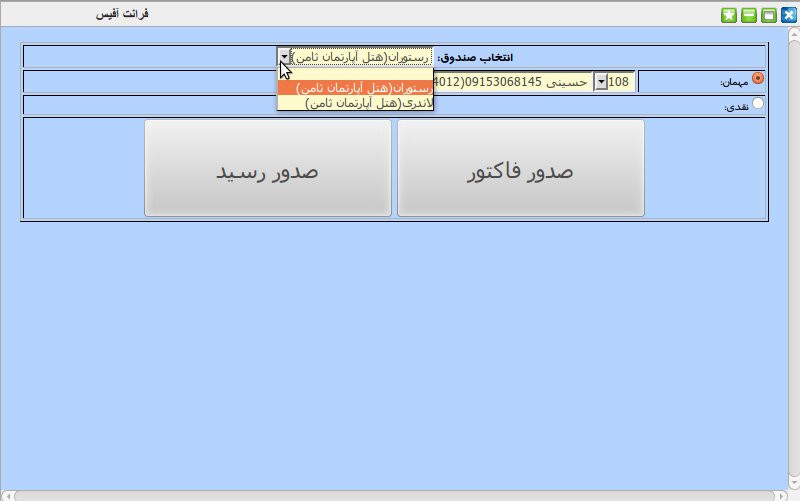 فرانت آفیس
انتخاب صندوق: رستوران(هتل آپارتمان ثامن)
رستوران(هتل آپارتمان ثامن)
لاندری(هتل آپارتمان ثامن)
مهمان: 108 حسینی 09153068145(4012
نقدی:
صدور فاکتور
صدور رسید